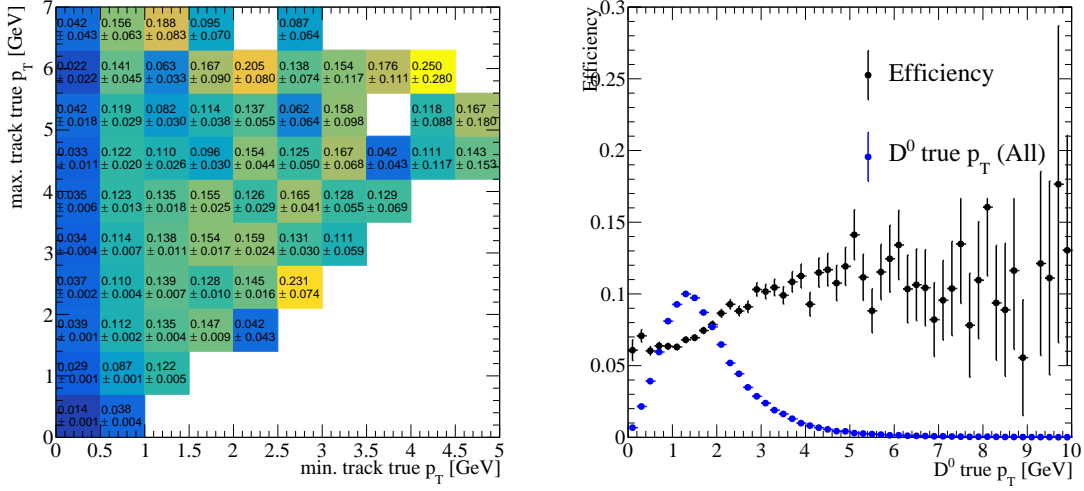 max. track true p_T [GeV]
7
0.042 0.156 0.188 0.095 0.087
± 0.043 ± 0.063 ± 0.083 ± 0.070 ± 0.064
6
0.022 0.141 0.063 0.167 0.205 0.138 0.154 0.176 0.250
± 0.022 ± 0.045 ± 0.033 ± 0.090 ± 0.080 ± 0.074 ± 0.117 ± 0.111 ± 0.280
5
0.042 0.119 0.082 0.114 0.137 0.062 0.158 0.118 0.167
± 0.018 ± 0.029 ± 0.030 ± 0.038 ± 0.055 ± 0.064 ± 0.098 ± 0.088 ± 0.180
0.033 0.122 0.110 0.096 0.154 0.125 0.167 0.042 0.111 0.143
± 0.011 ± 0.020 ± 0.026 ± 0.030 ± 0.044 ± 0.050 ± 0.068 ± 0.043 ± 0.117 ± 0.153
4
0.035 0.123 0.135 0.155 0.126 0.165 0.128 0.129
± 0.006 ± 0.013 ± 0.018 ± 0.025 ± 0.029 ± 0.041 ± 0.055 ± 0.069
3
0.034 0.114 0.138 0.154 0.159 0.131 0.111
± 0.004 ± 0.007 ± 0.011 ± 0.017 ± 0.024 ± 0.030 ± 0.059
0.037 0.110 0.139 0.128 0.145 0.231
± 0.002 ± 0.004 ± 0.007 ± 0.010 ± 0.016 ± 0.074
2
0.039 0.112 0.135 0.147 0.042
± 0.001 ± 0.002 ± 0.004 ± 0.009 ± 0.043
1
0.029 0.087 0.122
± 0.001 ± 0.001 ± 0.005
0.014 0.038
± 0.001 ± 0.004
0
0 0.5 1 1.5 2 2.5 3 3.5 4 4.5 5
min. track true p_T [GeV]
Efficiency
0.3
0.25
0.2
0.15
0.1
0.05
0
Efficiency
D⁰ true p_T (All)
0 1 2 3 4 5 6 7 8 9 10
D⁰ true p_T [GeV]